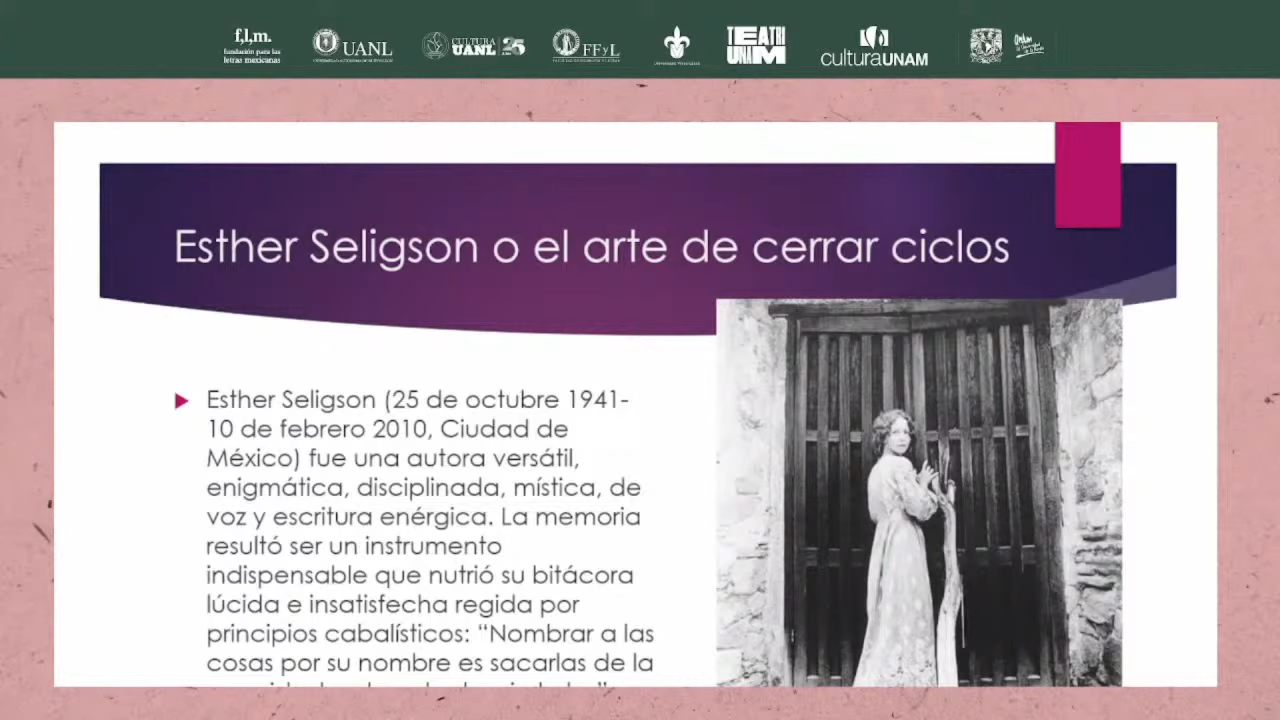 f,l,m.
fundación para las
letras mexicanas
UANL
CULTURA
UANL 25
FFyL
TEATRO
UNAM
culturaUNAM
Esther Seligson o el arte de cerrar ciclos
Esther Seligson (25 de octubre 1941-
10 de febrero 2010, Ciudad de
México) fue una autora versátil,
enigmática, disciplinada, mística, de
voz y escritura enérgica. La memoria
resultó ser un instrumento
indispensable que nutrió su bitácora
lúcida e insatisfecha regida por
principios cabalísticos: “Nombrar a las
cosas por su nombre es sacarlas de la